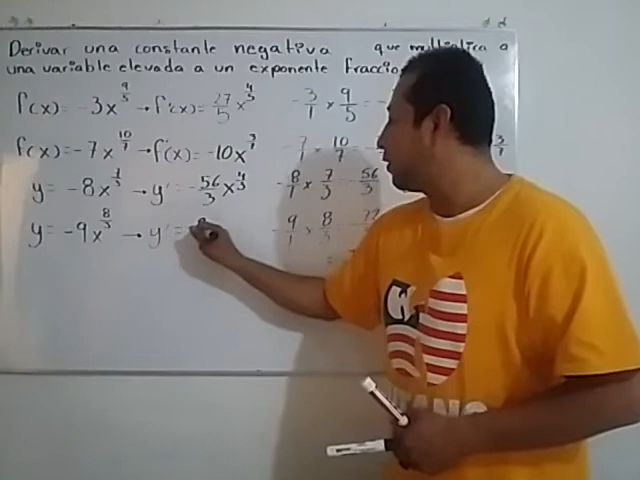 Derivar una constante negativa que multiplica a
una variable elevada a un exponente fraccio
f(x) = -3x^9/5 → f'(x) = 27/5 x^4/5 - 3/1 x 9/5 =
f(x) = -7x^10/7 → f'(x) = -10x^3/7 - 7/1 x 10/7 = 3/7
y = -8x^7/3 → y' = -56/3 x^4/3 - 8/1 x 7/3 = 56/3
y = -9x^8/3 → y' = - 9/1 x 8/3
=